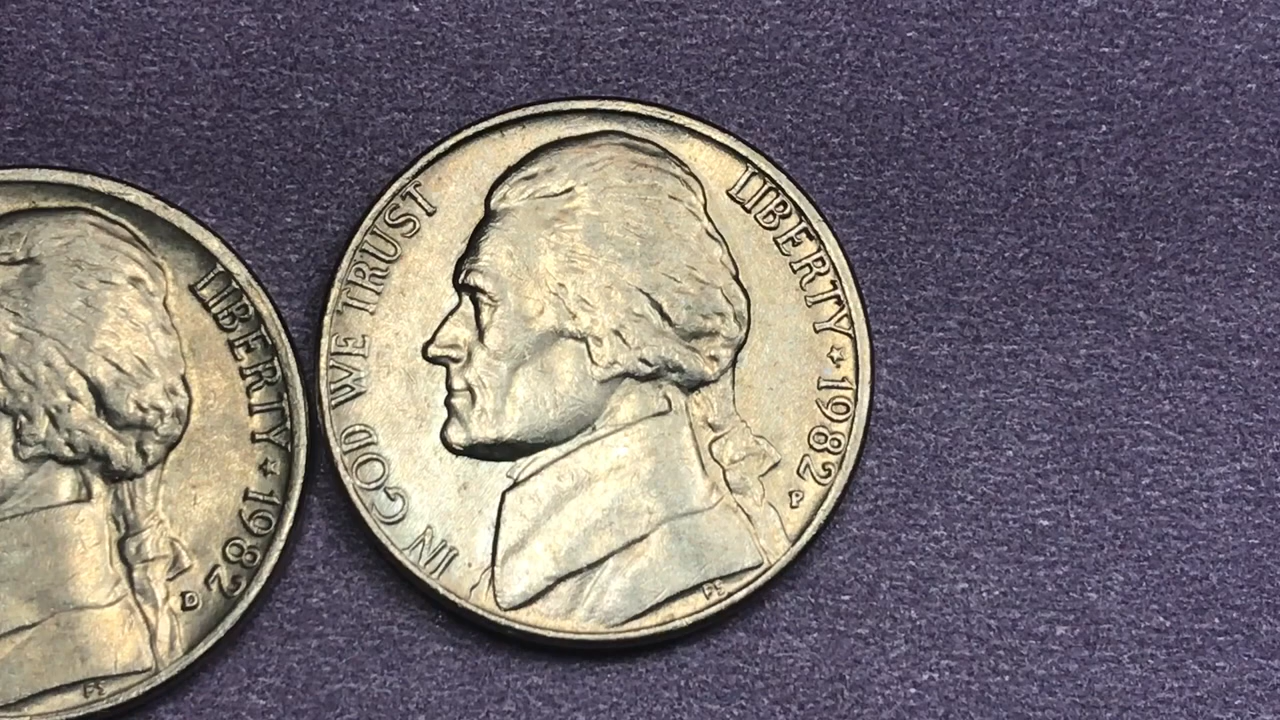 LIBERTY ★ 1982
D
FS
IN GOD WE TRUST
LIBERTY ★ 1982
P
FS